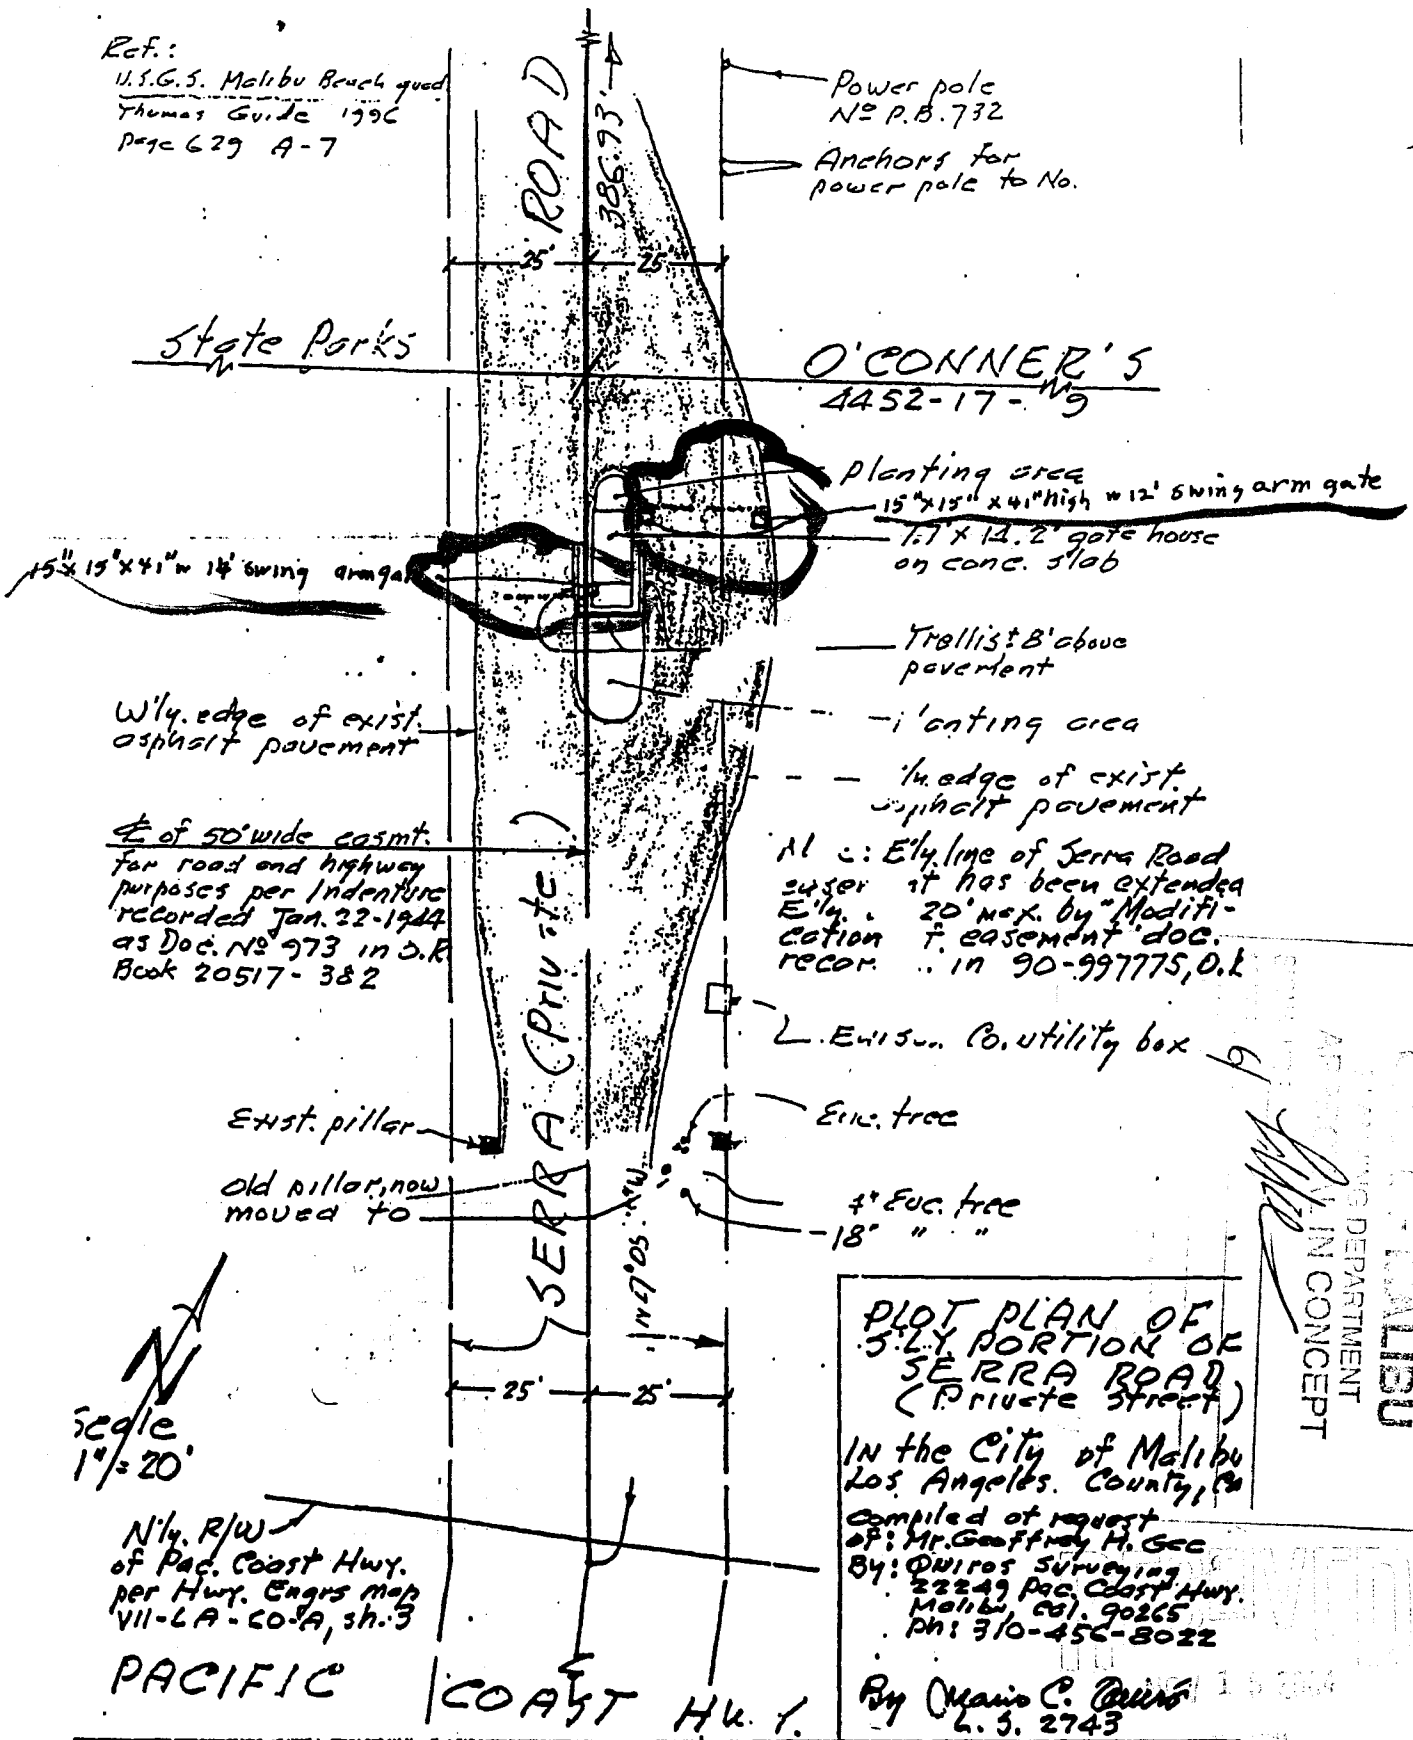 Ref.:
U.S.G.S. Malibu Beach quad
Thomas Guide 1996
Page 629 A-7
ROAD
386.93'
Power pole
Nº P.B. 732
Anchors for
power pole to No.
25'
25'
State Parks
O'CONNER'S
4452-17-9
Planting area
15"x15" x 41" high w 12' swing arm gate
7.7' x 14.2' gate house
on conc. slab
15"x15"x41" w 14' swing arm ga
Trellis ± 8' above
pavement
W'ly. edge of exist.
asphalt pavement
anting area
edge of exist.
asphalt pavement
℄ of 50' wide easmt.
for road and highway
purposes per Indenture
recorded Jan. 22-1944
as Doc. Nº 973 in O.R.
Book 20517-382
E'ly. line of Serra Road
it has been extended
E'ly. 20' max. by "Modifi-
cation f. easement" doc.
recor. in 90-997775, O.R
SERRA (Private)
Co. utility box
Exist. pillar
Euc. tree
Old pillar, now
moved to
4" Euc. tree
18" " "
N
Scale
1" = 20'
25'
25'
N'ly. R/W
of Pac. Coast Hwy.
per Hwy. Engrs map
VII-LA-60-A, sh. 3
PACIFIC COAST HW Y.
PLOT PLAN OF
S'LY. PORTION OF
SERRA ROAD
(Private Street)
In the City of Malibu
Los Angeles County, Ca
Compiled at request
of: Mr. Geoffrey H. Gee
By: Quiros Surveying
22249 Pac. Coast Hwy.
Malibu, Cal. 90265
Ph: 310-456-8022
By Mario C. Quiros
L.S. 2743
MALIBU
DEPARTMENT
IN CONCEPT